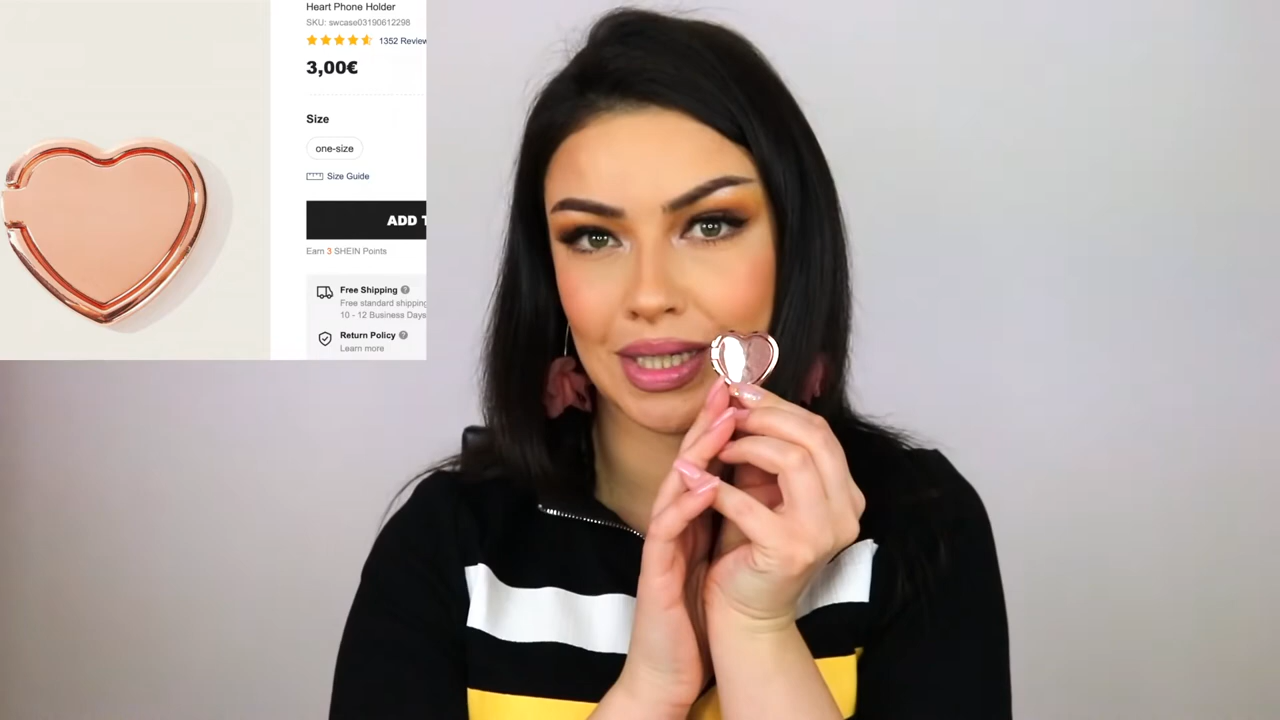 Heart Phone Holder
SKU: swcase03190612298
1352 Review
3,00€
Size
one-size
Size Guide
ADD T
Earn 3 SHEIN Points
Free Shipping
Free standard shipping
10 - 12 Business Days
Return Policy
Learn more